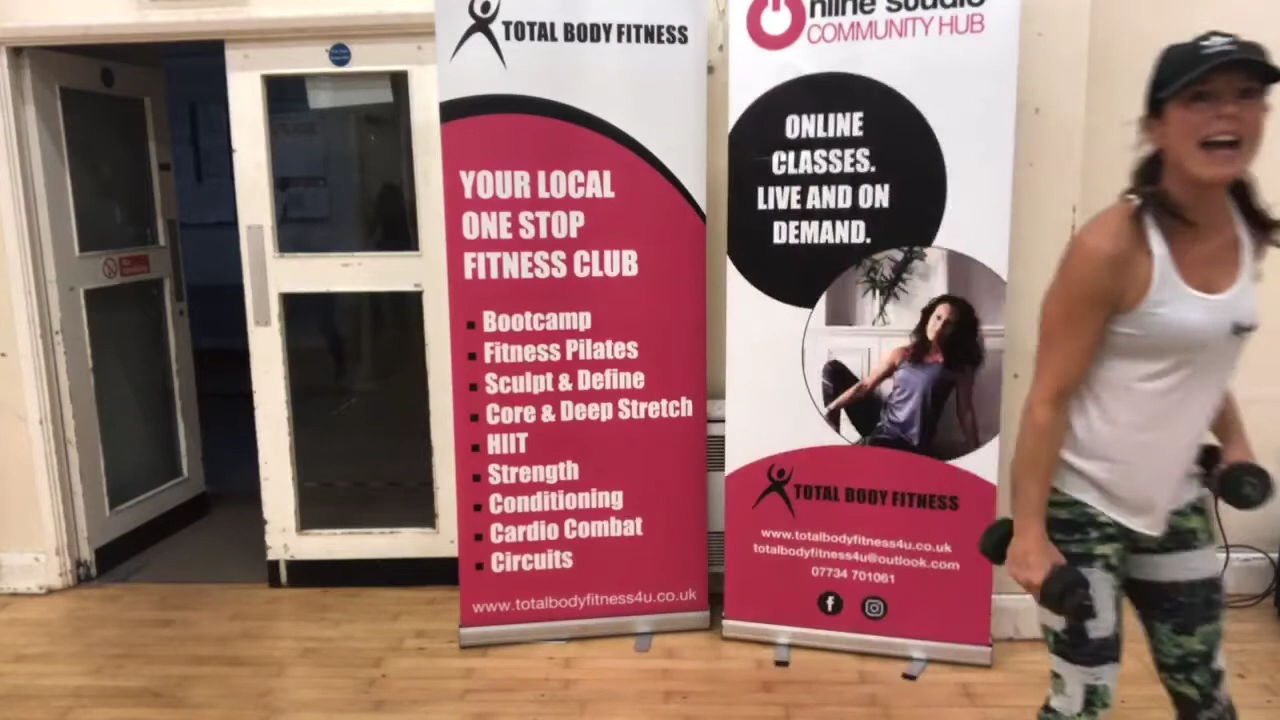 TOTAL BODY FITNESS
YOUR LOCAL
ONE STOP
FITNESS CLUB
Bootcamp
Fitness Pilates
Sculpt & Define
Core & Deep Stretch
HIIT
Strength
Conditioning
Cardio Combat
Circuits
www.totalbodyfitness4u.co.uk
nline studio
COMMUNITY HUB
ONLINE
CLASSES.
LIVE AND ON
DEMAND.
TOTAL BODY FITNESS
www.totalbodyfitness4u.co.uk
totalbodyfitness4u@outlook.com
07734 701061